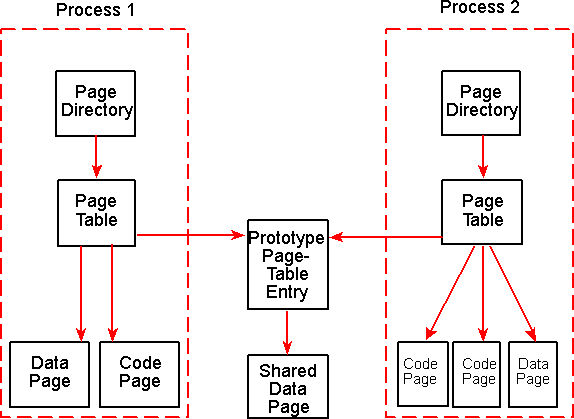 Process 1
Process 2
Page
Directory
Page
Directory
Page
Table
Page
Table
Prototype
Page-
Table
Entry
Data
Page
Code
Page
Shared
Data
Page
Code
Page
Code
Page
Data
Page